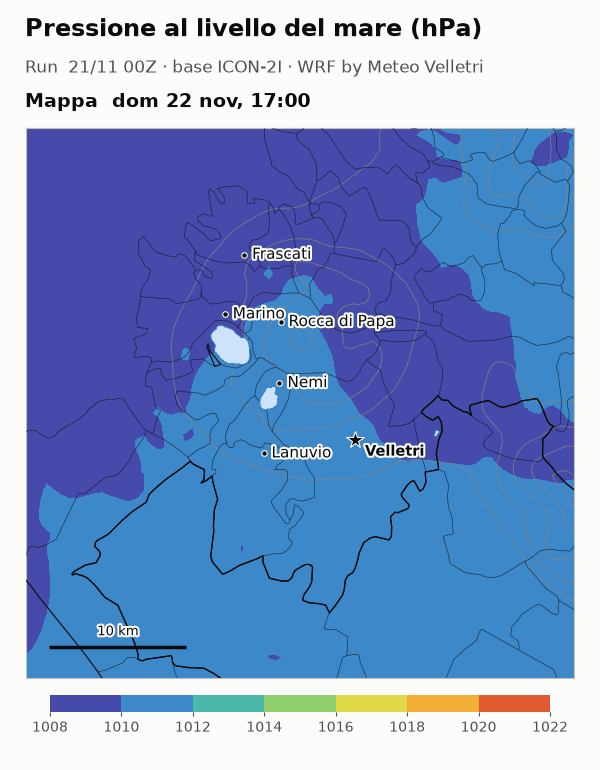 Pressione al livello del mare (hPa)
Run  21/11 00Z · base ICON-2I · WRF by Meteo Velletri
Mappa  dom 22 nov, 17:00
Frascati
Marino
Rocca di Papa
Nemi
Velletri
Lanuvio
10 km
1008 1010 1012 1014 1016 1018 1020 1022